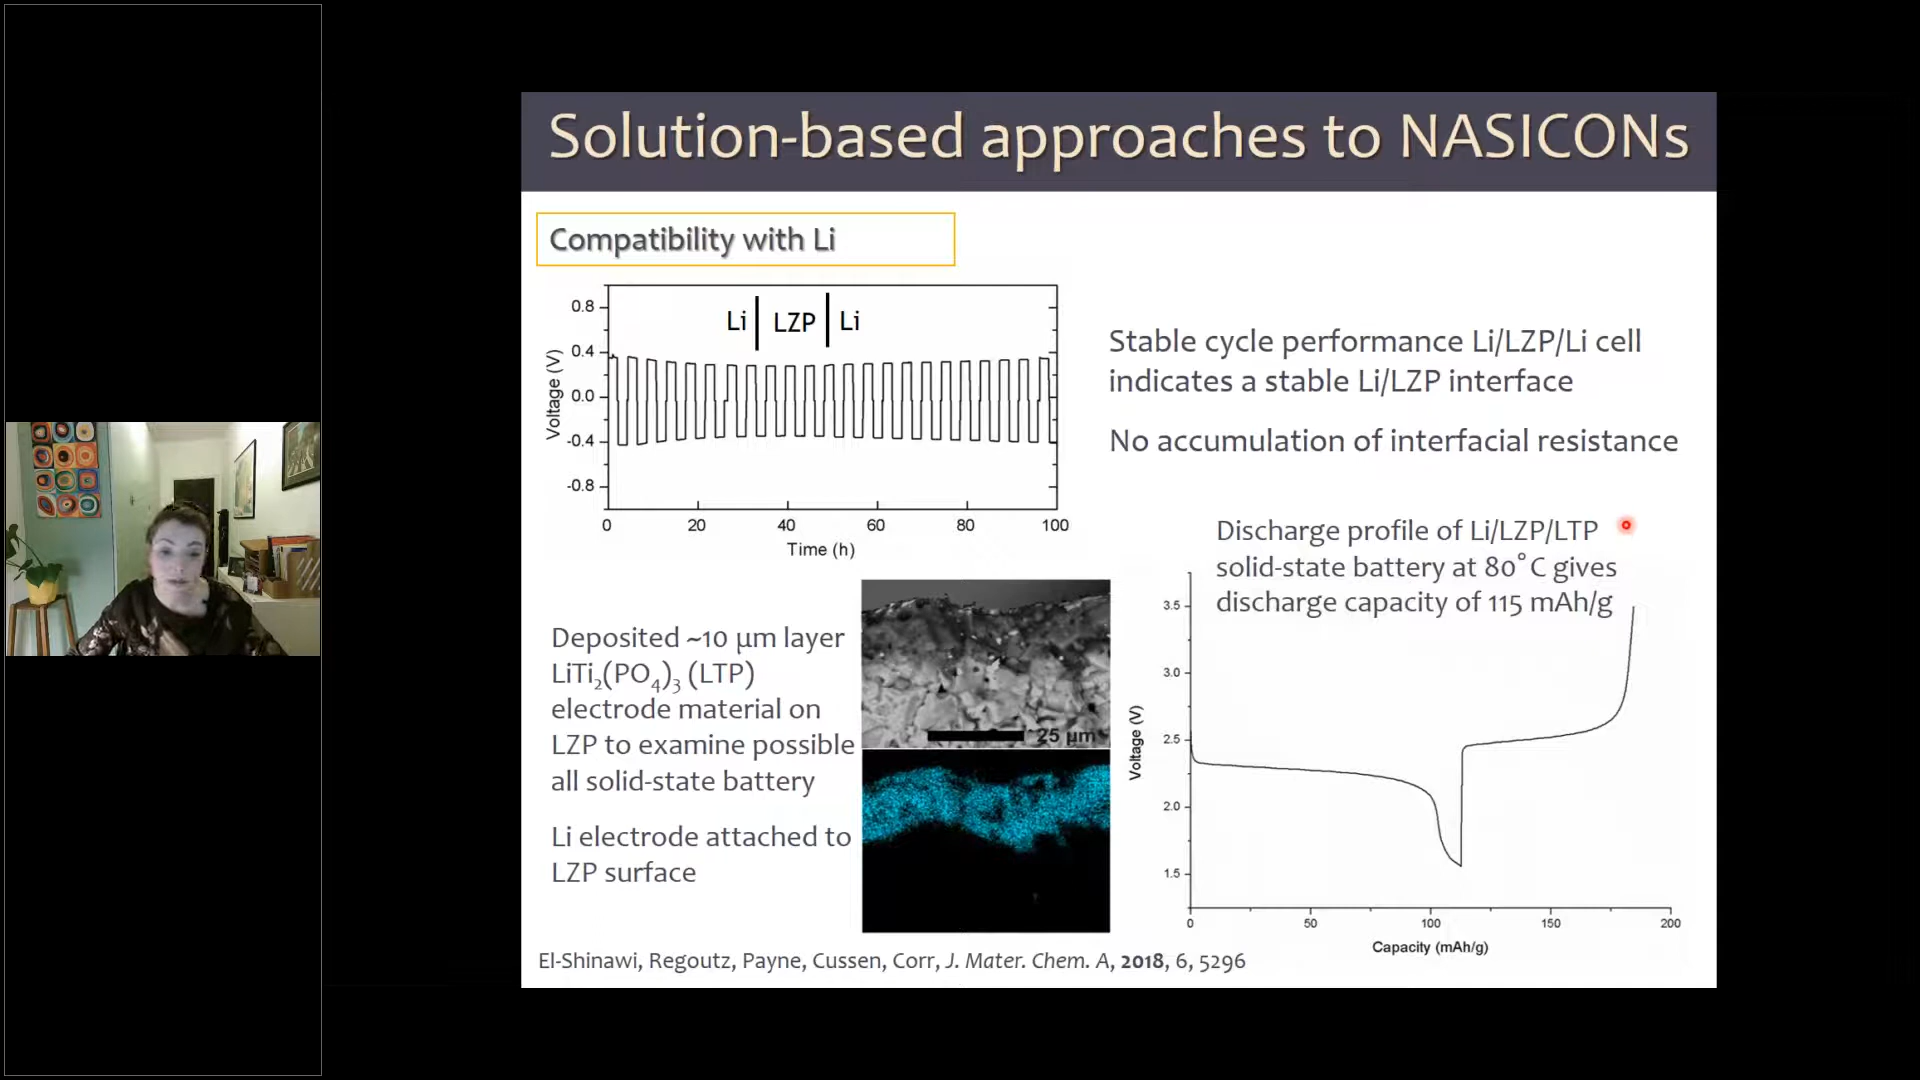 Solution-based approaches to NASICONs
Compatibility with Li
Li | LZP | Li
0.8
0.4
0.0
-0.4
-0.8
Voltage (V)
0 20 40 60 80 100
Time (h)
Stable cycle performance Li/LZP/Li cell
indicates a stable Li/LZP interface
No accumulation of interfacial resistance
Deposited ~10 µm layer
LiTi₂(PO₄)₃ (LTP)
electrode material on
LZP to examine possible
all solid-state battery
Li electrode attached to
LZP surface
25 µm
Discharge profile of Li/LZP/LTP
solid-state battery at 80°C gives
discharge capacity of 115 mAh/g
3.5
3.0
2.5
2.0
1.5
Voltage (V)
0 50 100 150 200
Capacity (mAh/g)
El-Shinawi, Regoutz, Payne, Cussen, Corr, J. Mater. Chem. A, 2018, 6, 5296